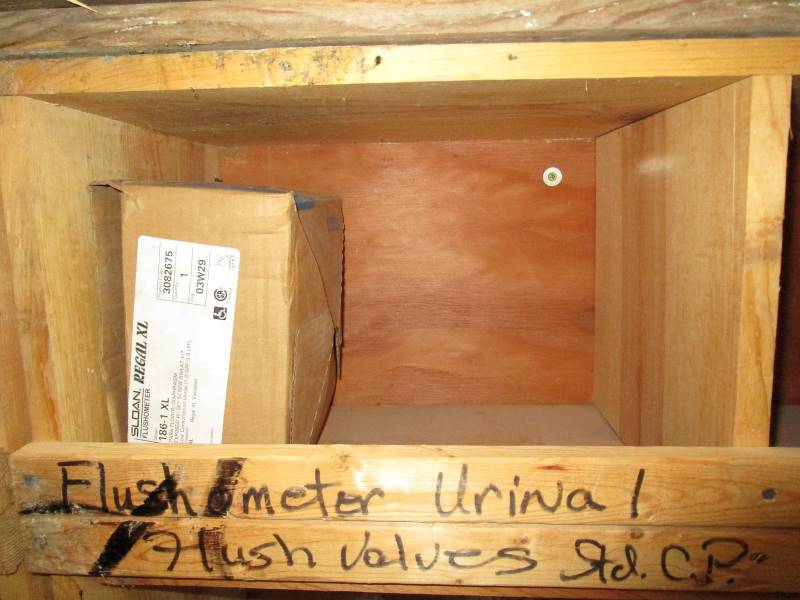 SLOAN. REGAL XL
FLUSHOMETER
186-1 XL
3082675
1
03W29
Flushometer Urinal
Flush Valves Std. C.P.